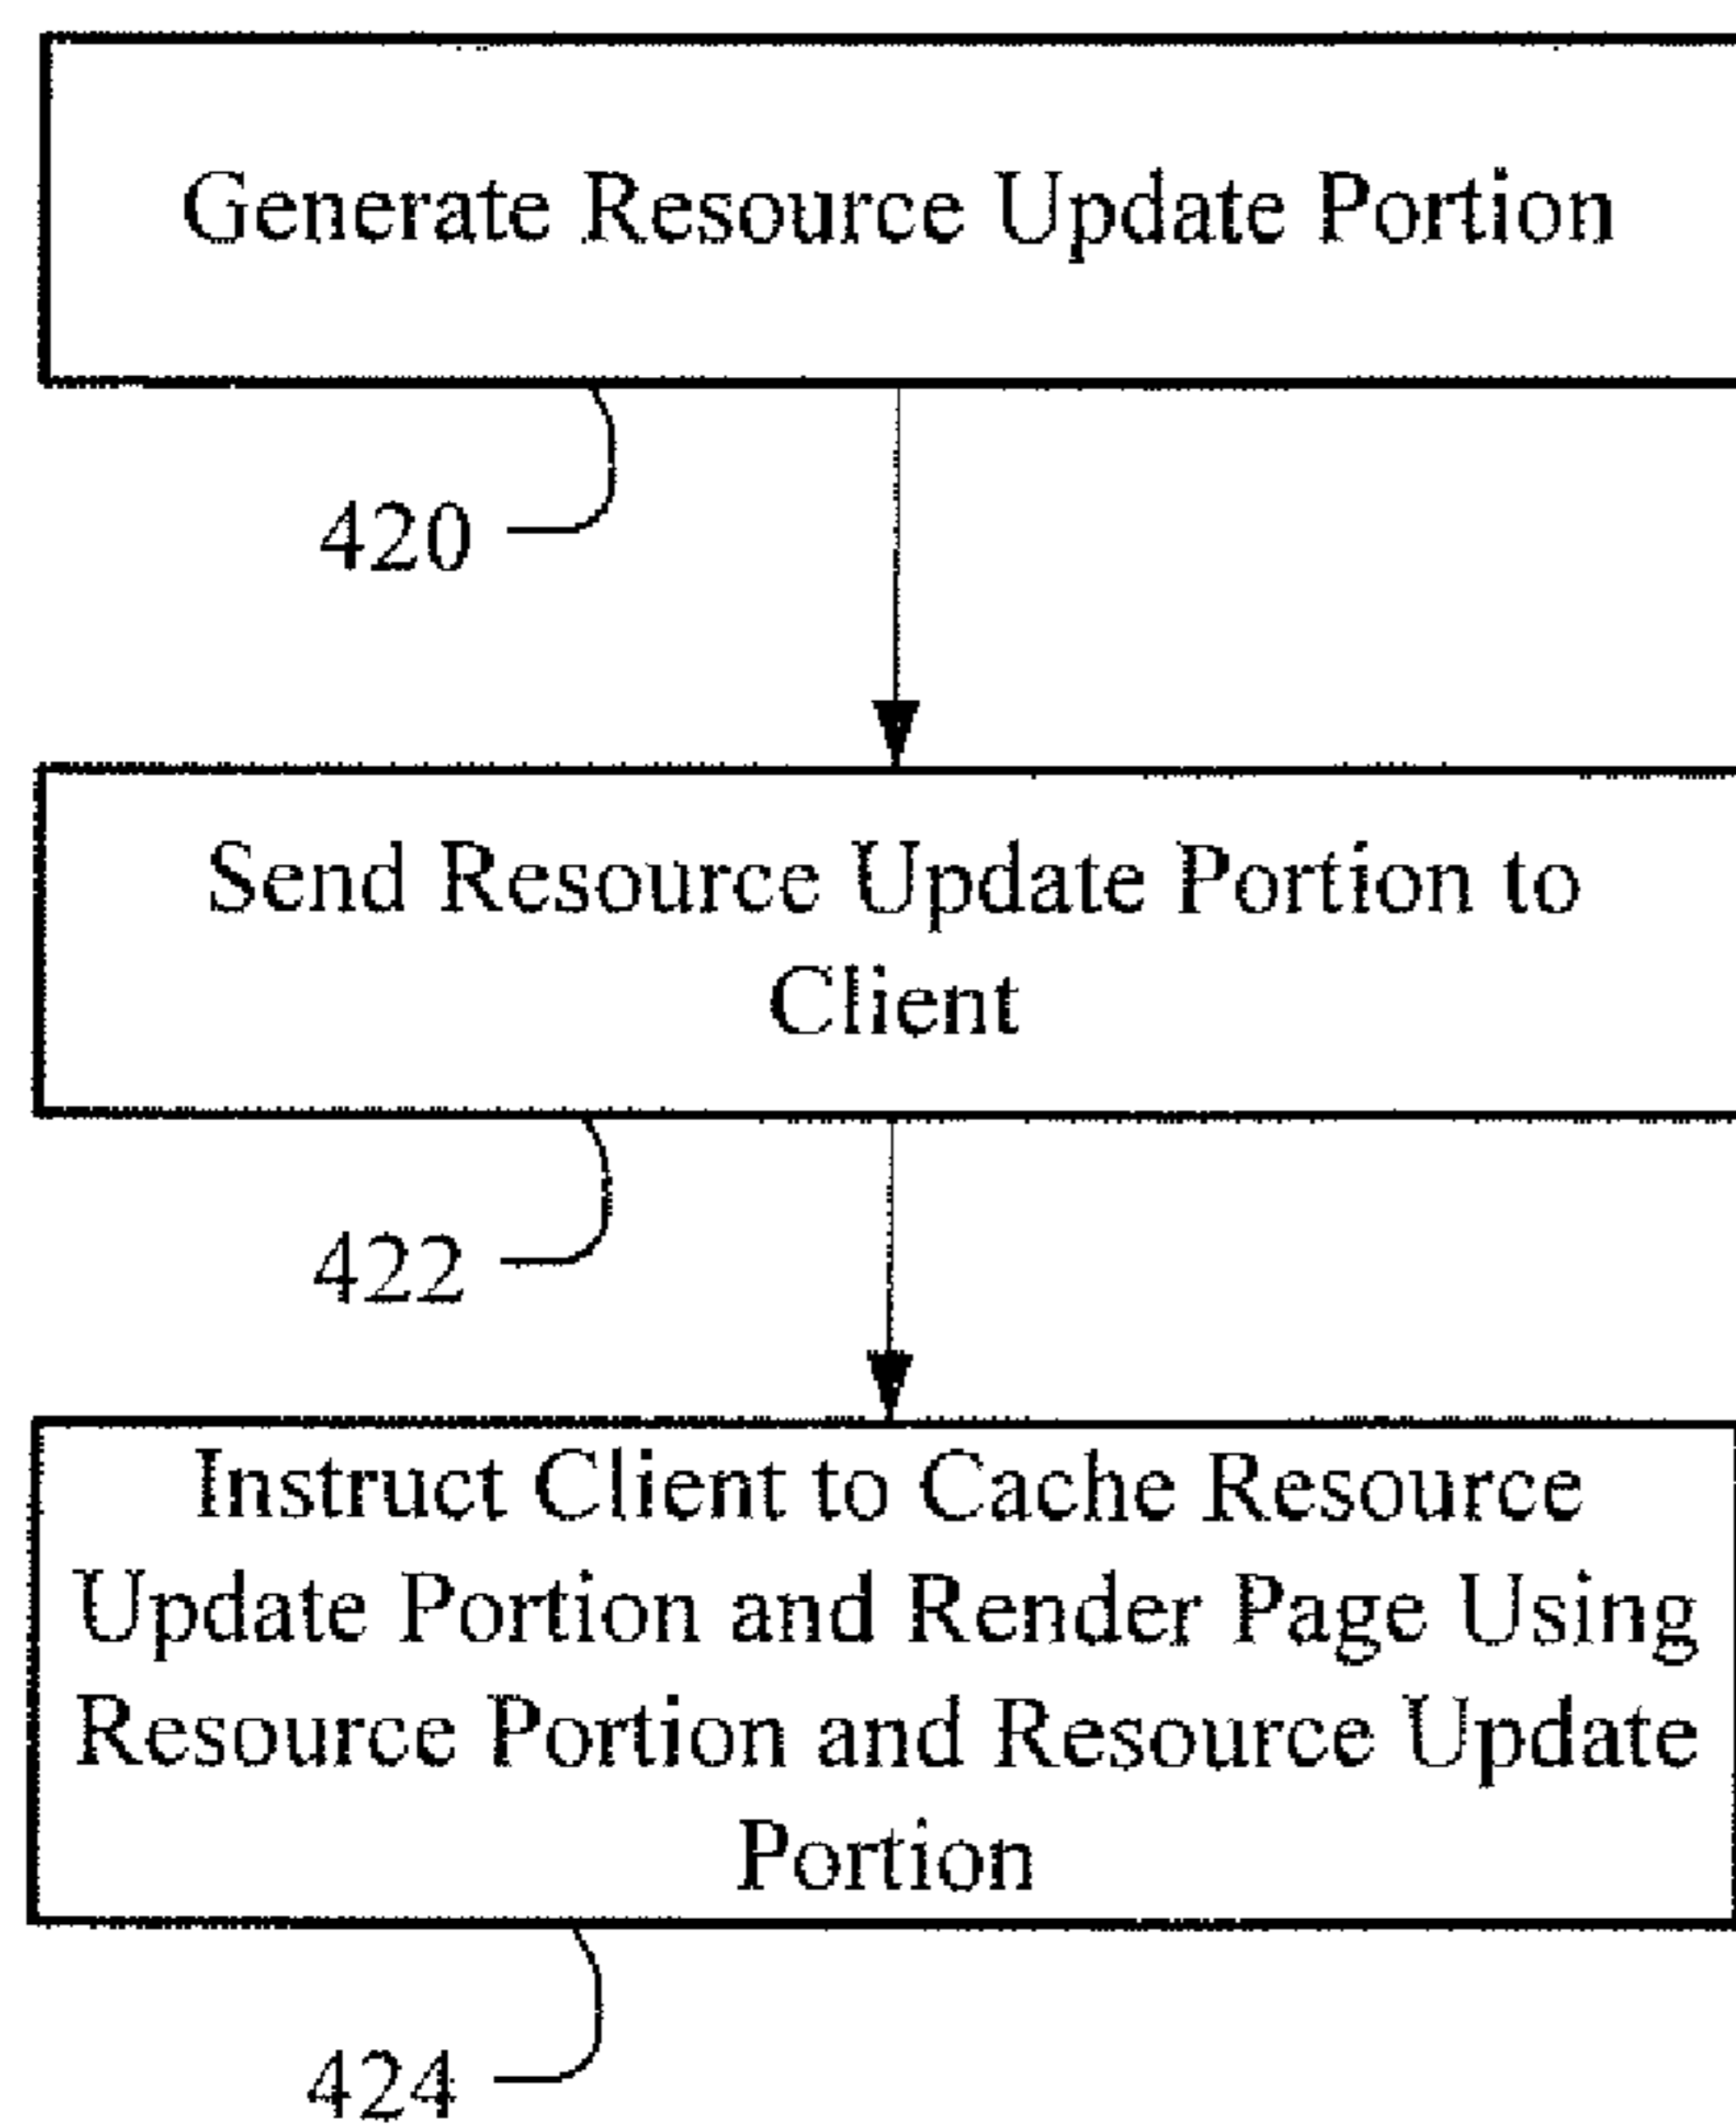 Generate Resource Update Portion
420
Send Resource Update Portion to
Client
422
Instruct Client to Cache Resource
Update Portion and Render Page Using
Resource Portion and Resource Update
Portion
424